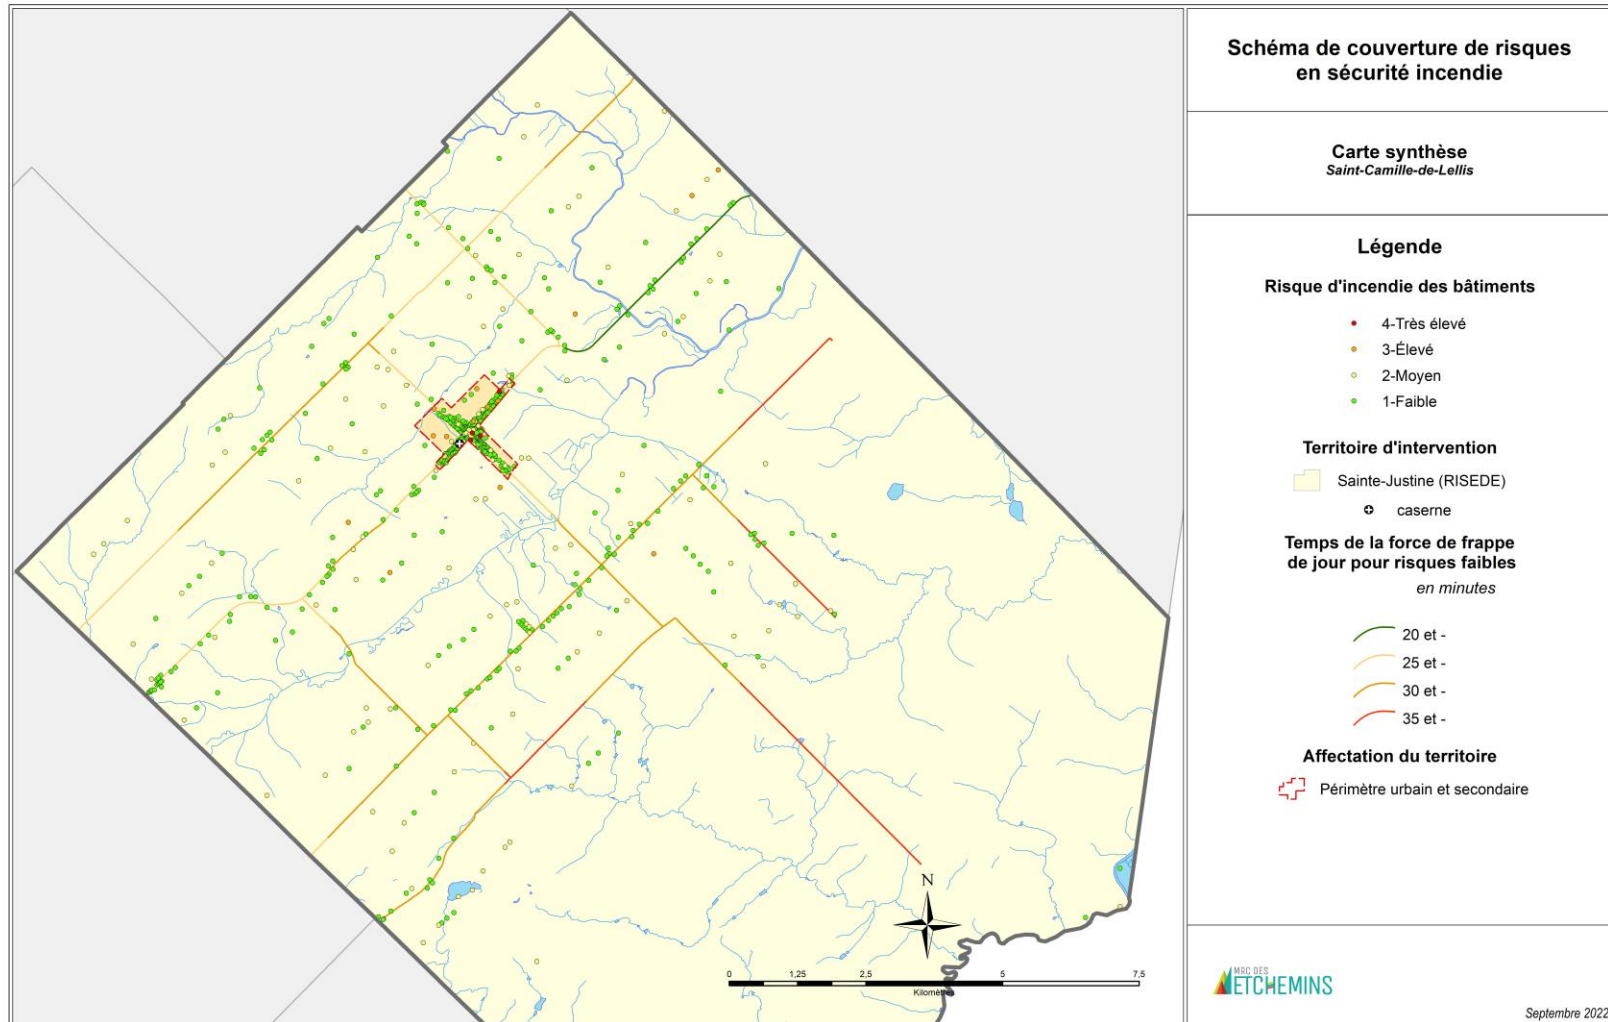 Schéma de couverture de risques
en sécurité incendie
Carte synthèse
Saint-Camille-de-Lellis
Légende
Risque d'incendie des bâtiments
4-Très élevé
3-Élevé
2-Moyen
1-Faible
Territoire d'intervention
Sainte-Justine (RISEDE)
caserne
Temps de la force de frappe
de jour pour risques faibles
en minutes
20 et -
25 et -
30 et -
35 et -
Affectation du territoire
Périmètre urbain et secondaire
N
0 1,25 2,5 5 7,5
Kilomètres
MRC DES
ETCHEMINS
Septembre 2022